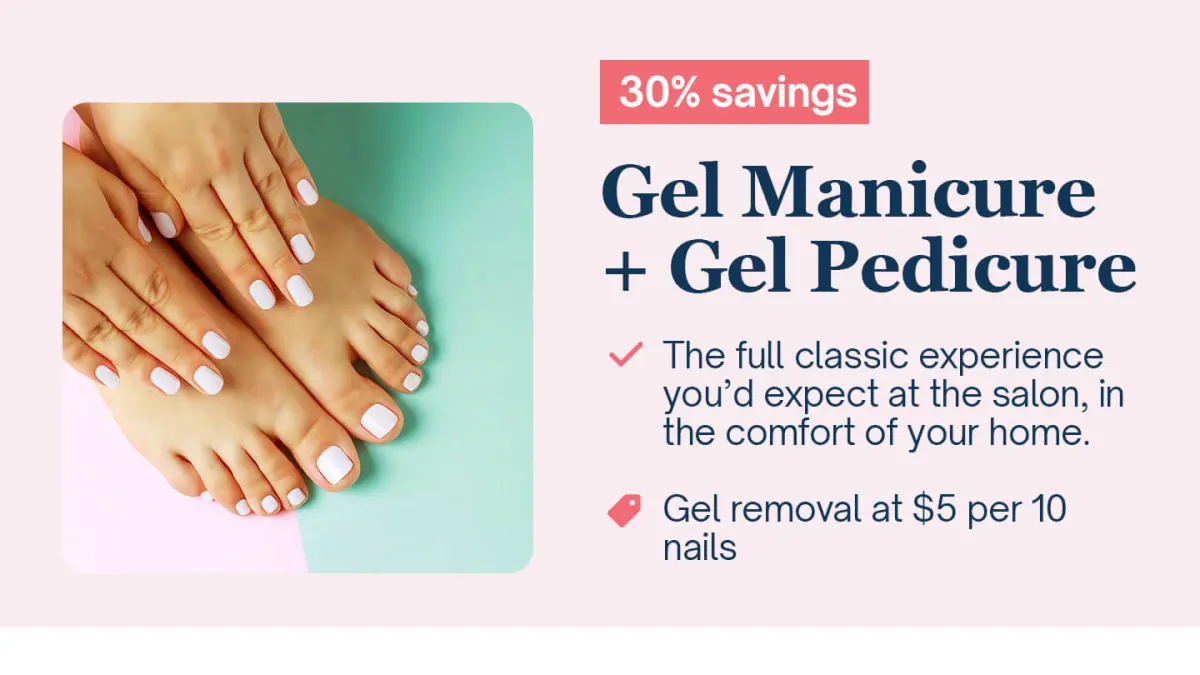 30% savings
Gel Manicure
+ Gel Pedicure
The full classic experience
you’d expect at the salon, in
the comfort of your home.
Gel removal at $5 per 10
nails